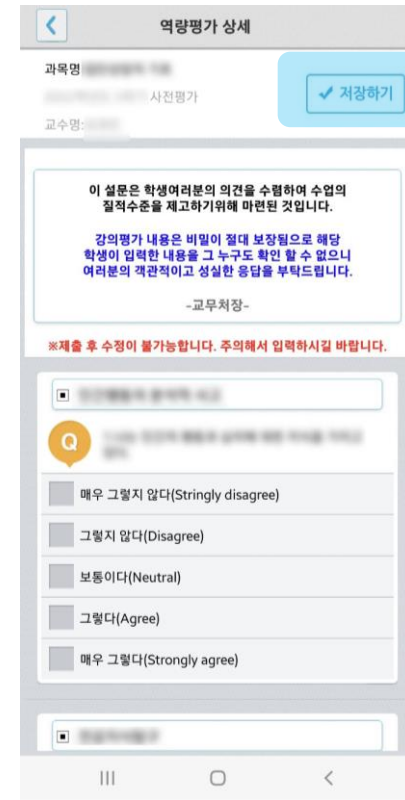 역량평가 상세
과목명
사전평가
✓ 저장하기
교수명:
이 설문은 학생여러분의 의견을 수렴하여 수업의
질적수준을 제고하기위해 마련된 것입니다.
강의평가 내용은 비밀이 절대 보장됨으로 해당
학생이 입력한 내용을 그 누구도 확인 할 수 없으니
여러분의 객관적이고 성실한 응답을 부탁드립니다.
-교무처장-
※제출 후 수정이 불가능합니다. 주의해서 입력하시길 바랍니다.
Q
매우 그렇지 않다(Stringly disagree)
그렇지 않다(Disagree)
보통이다(Neutral)
그렇다(Agree)
매우 그렇다(Strongly agree)